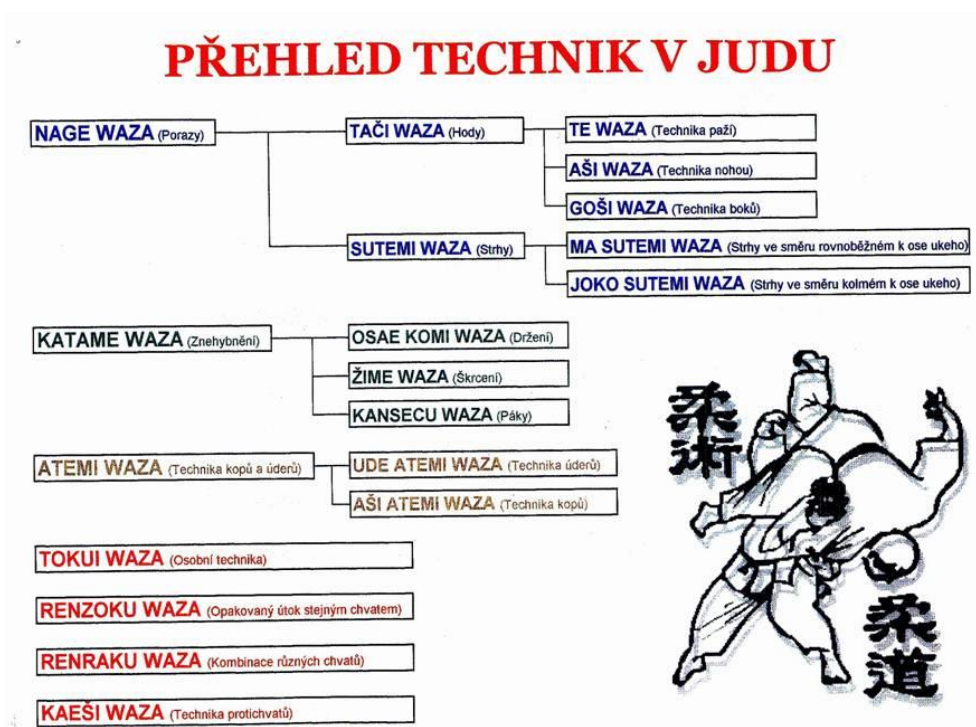 PŘEHLED TECHNIK V JUDU
NAGE WAZA (Porazy)
TAČI WAZA (Hody)
TE WAZA (Technika paží)
AŠI WAZA (Technika nohou)
GOŠI WAZA (Technika boků)
SUTEMI WAZA (Strhy)
MA SUTEMI WAZA (Strhy ve směru rovnoběžném k ose ukeho)
JOKO SUTEMI WAZA (Strhy ve směru kolmém k ose ukeho)
KATAME WAZA (Znehybnění)
OSAE KOMI WAZA (Držení)
ŽIME WAZA (Škrcení)
KANSECU WAZA (Páky)
ATEMI WAZA (Technika kopů a úderů)
UDE ATEMI WAZA (Technika úderů)
AŠI ATEMI WAZA (Technika kopů)
TOKUI WAZA (Osobní technika)
RENZOKU WAZA (Opakovaný útok stejným chvatem)
RENRAKU WAZA (Kombinace různých chvatů)
KAEŠI WAZA (Technika protichvatů)
柔術
柔道